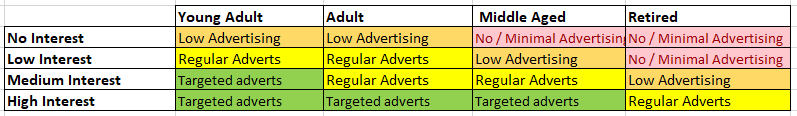 Young Adult Adult Middle Aged Retired
No Interest Low Advertising Low Advertising No / Minimal Advertising No / Minimal Advertising
Low Interest Regular Adverts Regular Adverts Low Advertising No / Minimal Advertising
Medium Interest Targeted adverts Regular Adverts Regular Adverts Low Advertising
High Interest Targeted adverts Targeted adverts Targeted adverts Regular Adverts